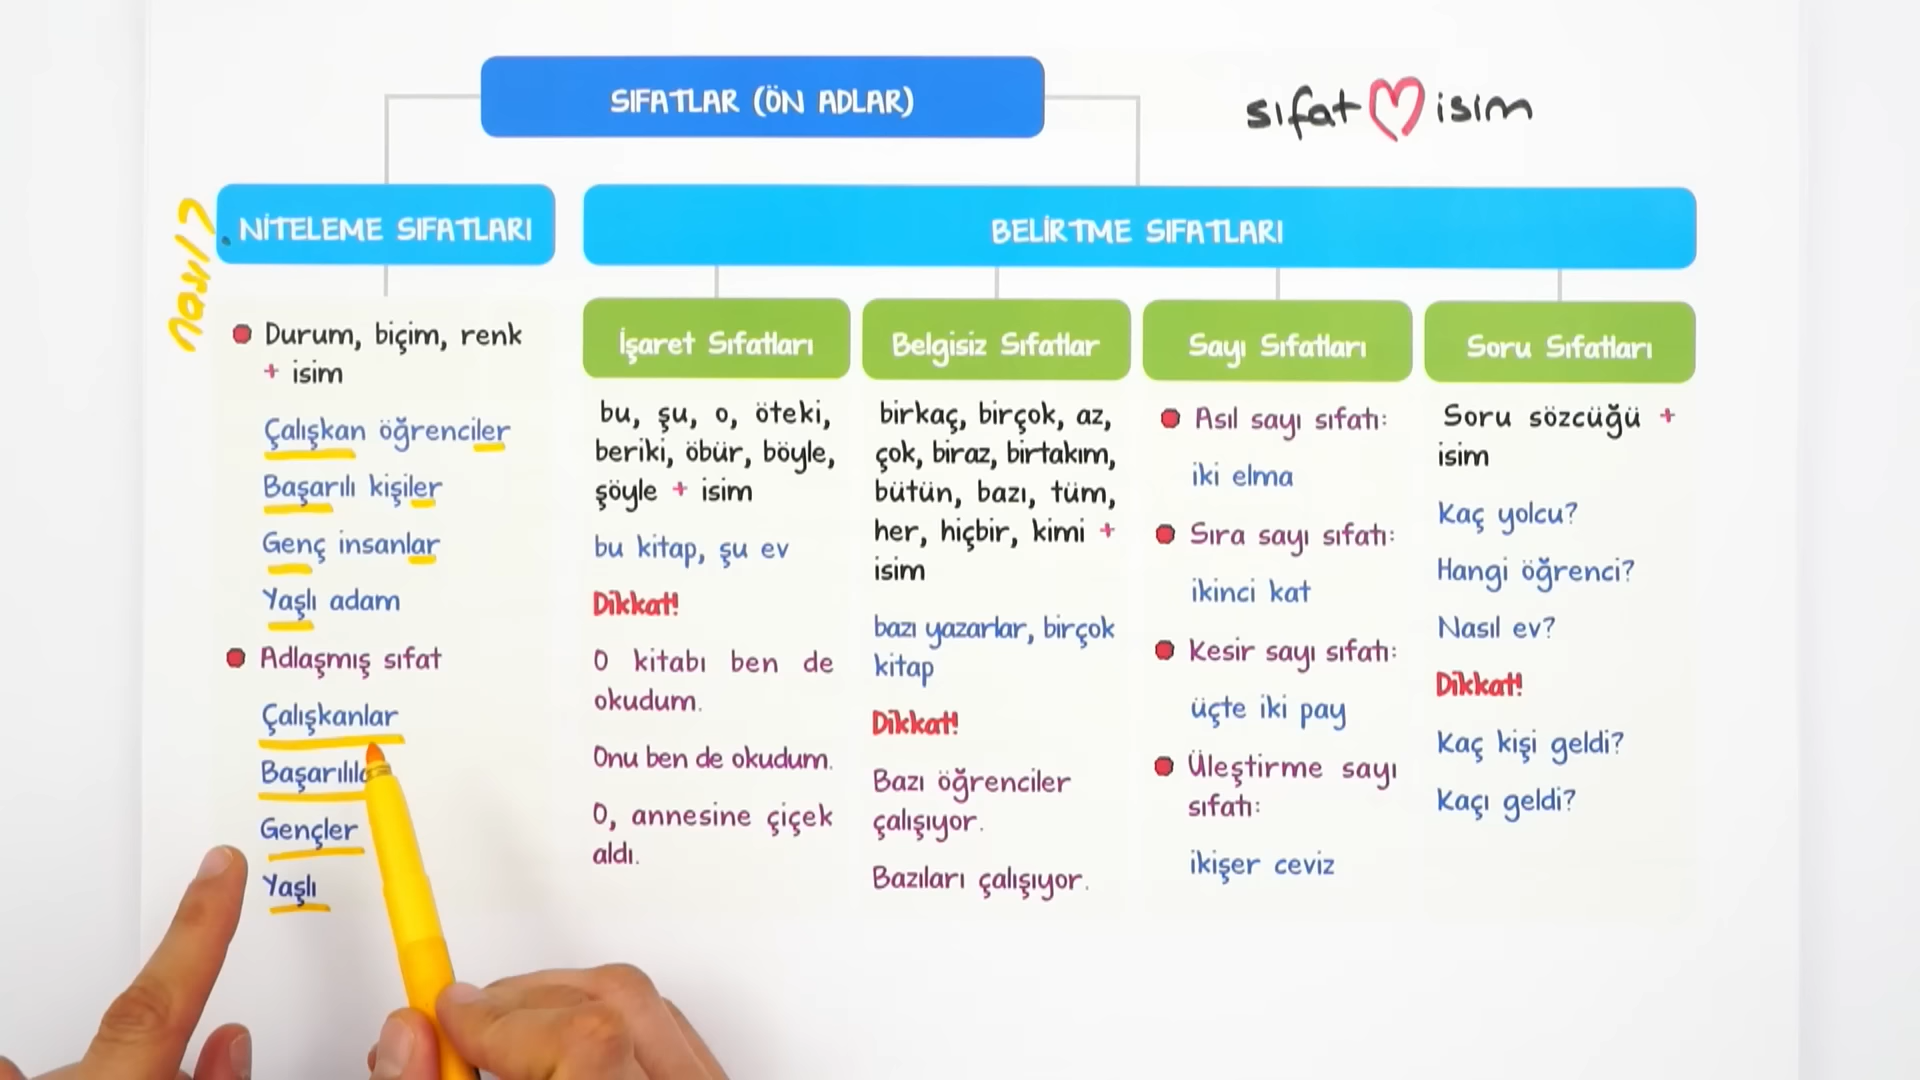 SIFATLAR (ÖN ADLAR)
sıfat isim
NİTELEME SIFATLARI
Durum, biçim, renk
+ isim
Çalışkan öğrenciler
Başarılı kişiler
Genç insanlar
Yaşlı adam
Adlaşmış sıfat
Çalışkanlar
Gençler
Yaşlı
BELİRTME SIFATLARI
İşaret Sıfatları
bu, şu, o, öteki,
beriki, öbür, böyle,
şöyle + isim
bu kitap, şu ev
Dikkat!
O kitabı ben de
okudum.
Onu ben de okudum.
O, annesine çiçek
aldı.
Belgisiz Sıfatlar
birkaç, birçok, az,
çok, biraz, birtakım,
bütün, bazı, tüm,
her, hiçbir, kimi +
isim
bazı yazarlar, birçok
kitap
Dikkat!
Bazı öğrenciler
çalışıyor.
Bazıları çalışıyor.
Sayı Sıfatları
Asıl sayı sıfatı:
iki elma
Sıra sayı sıfatı:
ikinci kat
Kesir sayı sıfatı:
üçte iki pay
Üleştirme sayı
sıfatı:
ikişer ceviz
Soru Sıfatları
Soru sözcüğü +
isim
Kaç yolcu?
Hangi öğrenci?
Nasıl ev?
Dikkat!
Kaç kişi geldi?
Kaçı geldi?